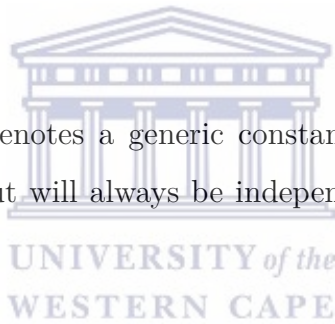 enotes a generic constan
ut will always be indepen
UNIVERSITY of the
WESTERN CAPE